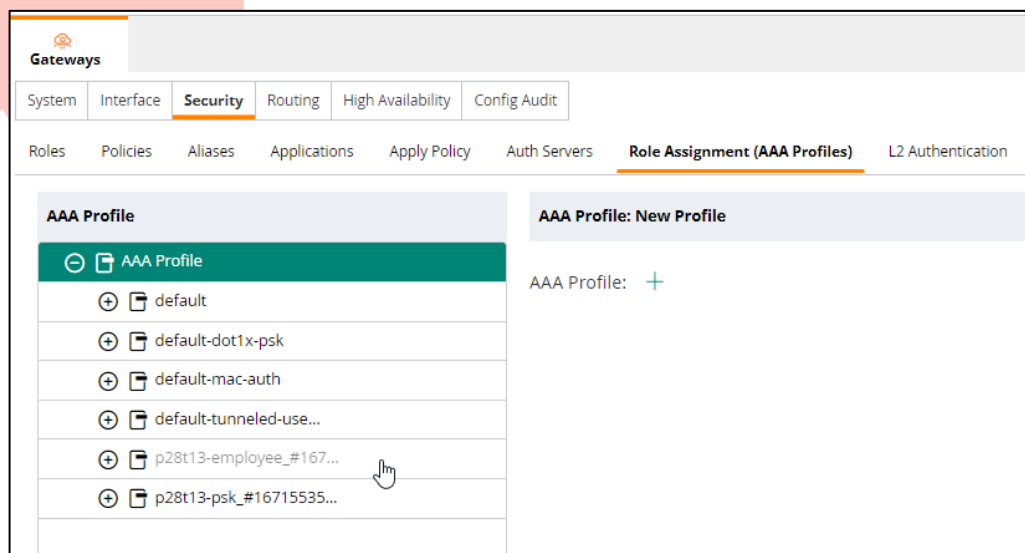 Gateways
System Interface Security Routing High Availability Config Audit
Roles Policies Aliases Applications Apply Policy Auth Servers Role Assignment (AAA Profiles) L2 Authentication
AAA Profile
AAA Profile: New Profile
AAA Profile
AAA Profile:
default
default-dot1x-psk
default-mac-auth
default-tunneled-use...
p28t13-employee_#167...
p28t13-psk_#16715535...